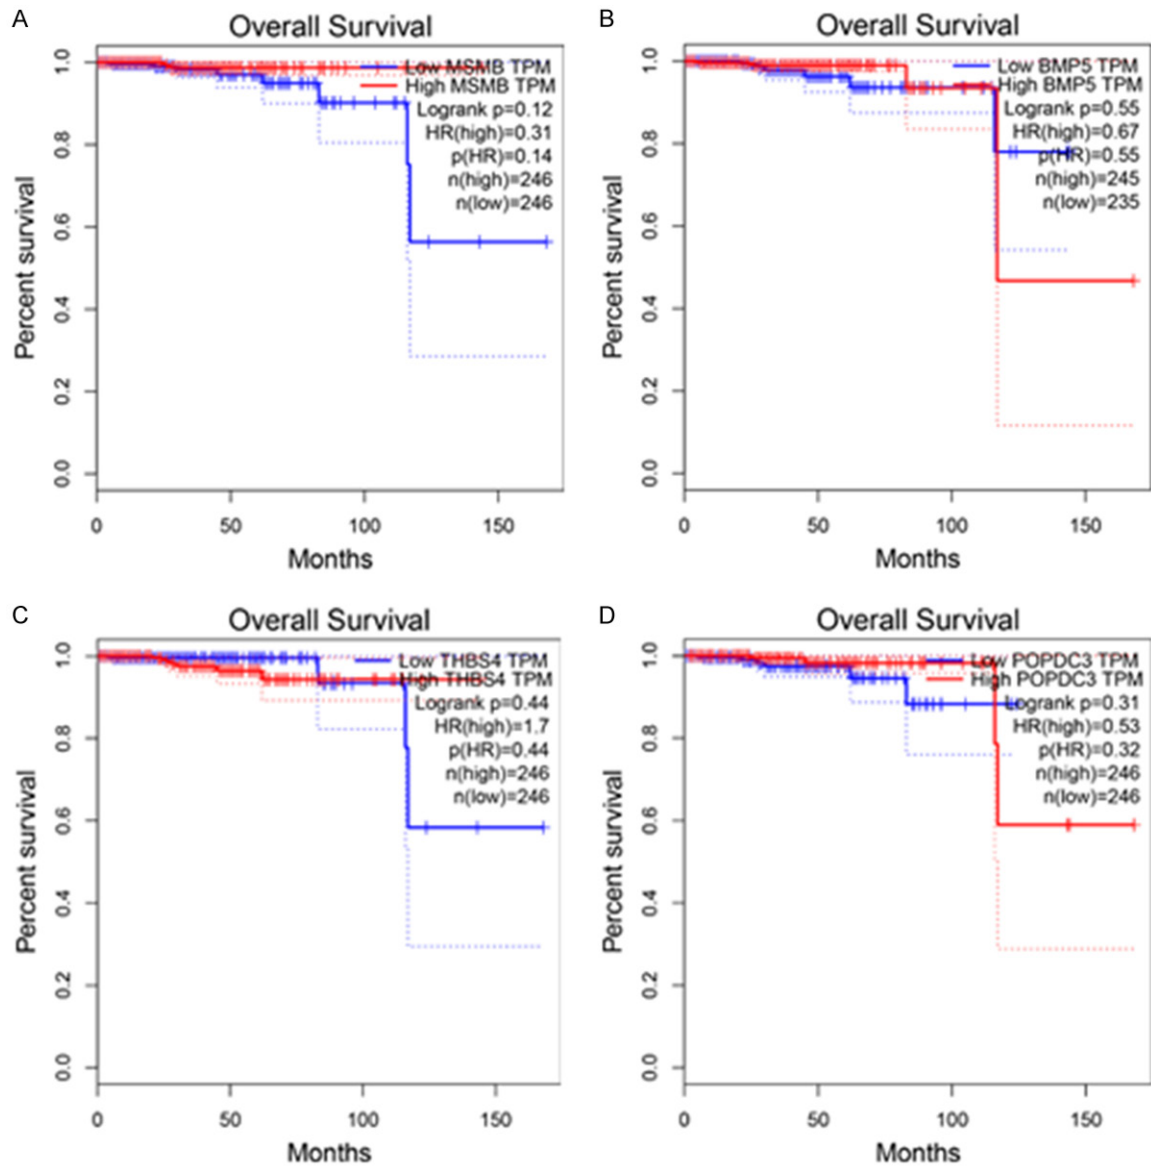 A
Overall Survival
Low MSMB TPM
High MSMB TPM
Logrank p=0.12
HR(high)=0.31
p(HR)=0.14
n(high)=246
n(low)=246
Percent survival
0.0 0.2 0.4 0.6 0.8 1.0
0 50 100 150
Months
B
Overall Survival
Low BMP5 TPM
High BMP5 TPM
Logrank p=0.55
HR(high)=0.67
p(HR)=0.55
n(high)=245
n(low)=235
Percent survival
0.0 0.2 0.4 0.6 0.8 1.0
0 50 100 150
Months
C
Overall Survival
Low THBS4 TPM
High THBS4 TPM
Logrank p=0.44
HR(high)=1.7
p(HR)=0.44
n(high)=246
n(low)=246
Percent survival
0.0 0.2 0.4 0.6 0.8 1.0
0 50 100 150
Months
D
Overall Survival
Low POPDC3 TPM
High POPDC3 TPM
Logrank p=0.31
HR(high)=0.53
p(HR)=0.32
n(high)=246
n(low)=246
Percent survival
0.0 0.2 0.4 0.6 0.8 1.0
0 50 100 150
Months